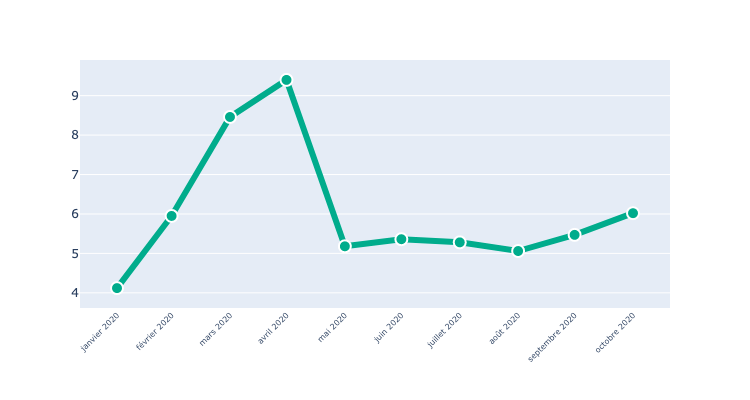 9
8
7
6
5
4
janvier 2020
février 2020
mars 2020
avril 2020
mai 2020
juin 2020
juillet 2020
août 2020
septembre 2020
octobre 2020